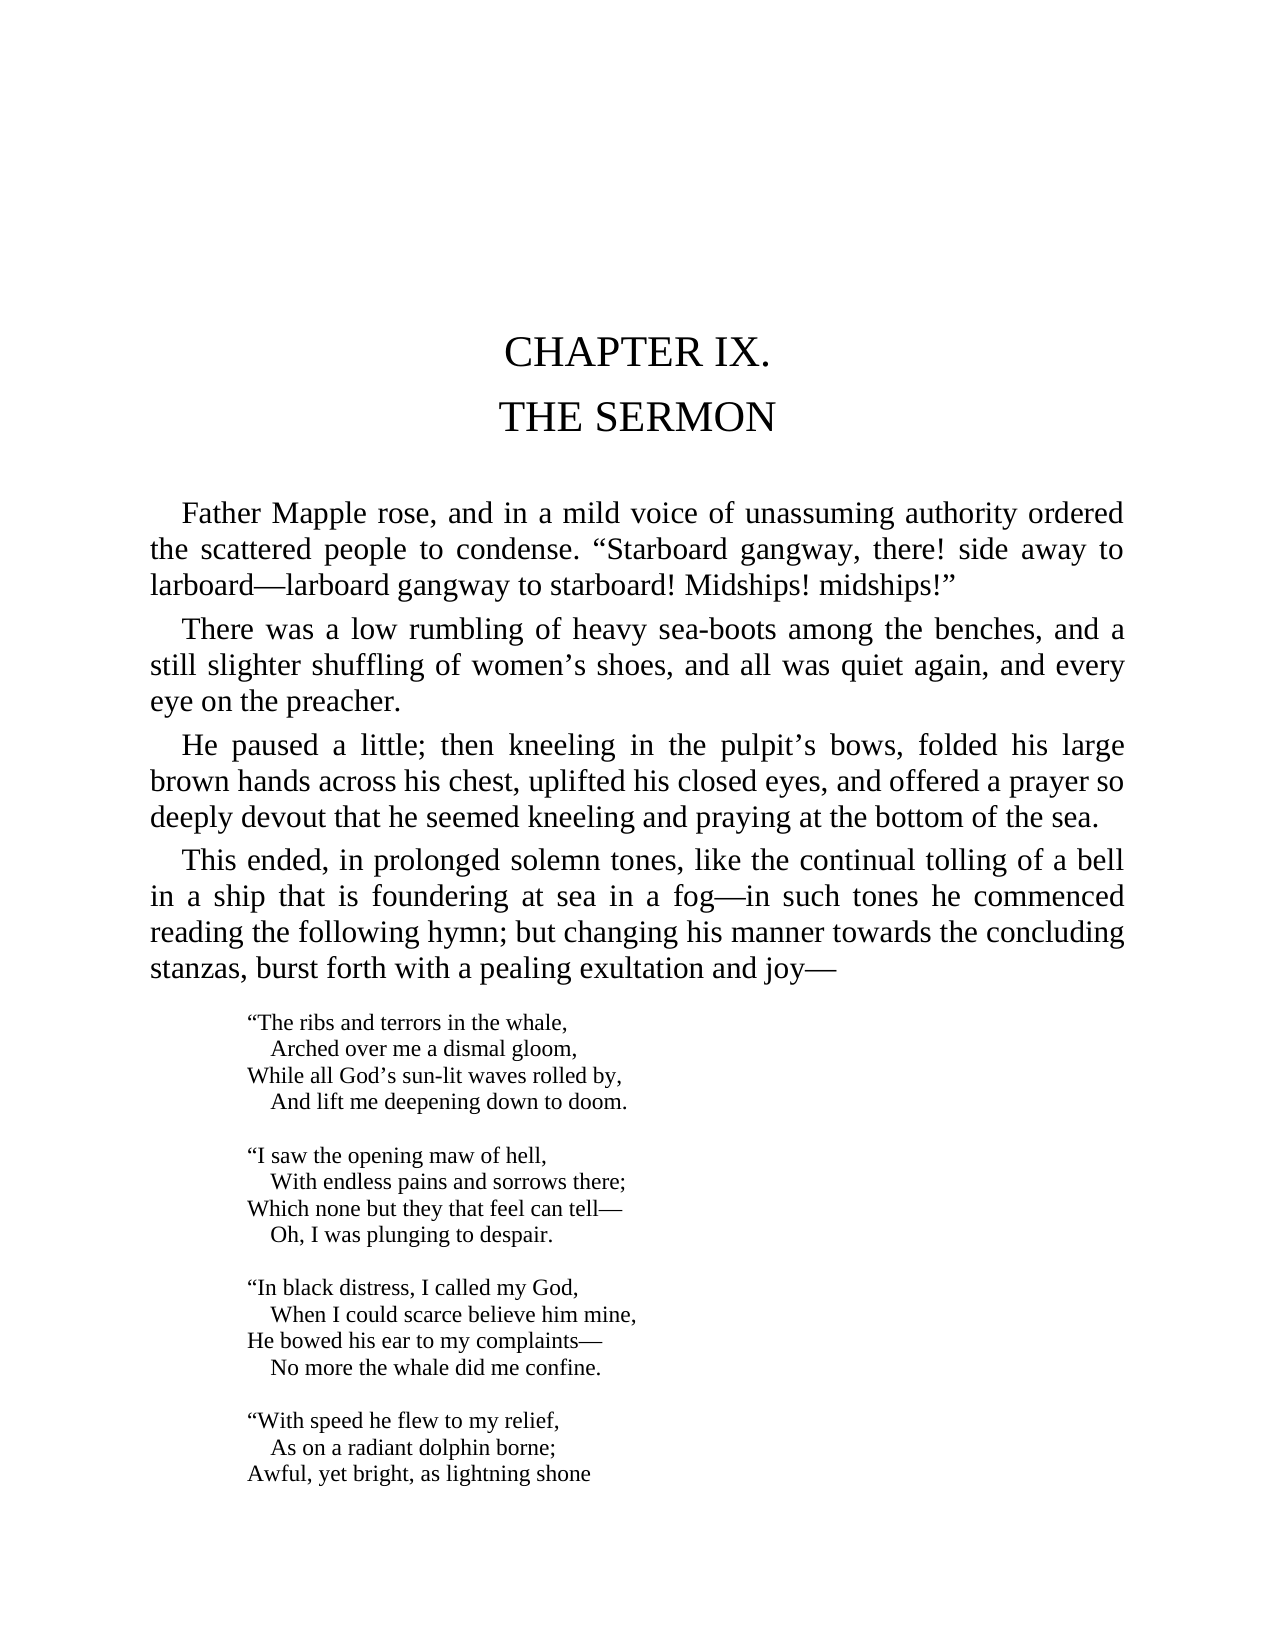 CHAPTER IX.
THE SERMON
Father Mapple rose, and in a mild voice of unassuming authority ordered
the scattered people to condense. “Starboard gangway, there! side away to
larboard—larboard gangway to starboard! Midships! midships!”
There was a low rumbling of heavy sea-boots among the benches, and a
still slighter shuffling of women’s shoes, and all was quiet again, and every
eye on the preacher.
He paused a little; then kneeling in the pulpit’s bows, folded his large
brown hands across his chest, uplifted his closed eyes, and offered a prayer so
deeply devout that he seemed kneeling and praying at the bottom of the sea.
This ended, in prolonged solemn tones, like the continual tolling of a bell
in a ship that is foundering at sea in a fog—in such tones he commenced
reading the following hymn; but changing his manner towards the concluding
stanzas, burst forth with a pealing exultation and joy—
“The ribs and terrors in the whale,
Arched over me a dismal gloom,
While all God’s sun-lit waves rolled by,
And lift me deepening down to doom.
“I saw the opening maw of hell,
With endless pains and sorrows there;
Which none but they that feel can tell—
Oh, I was plunging to despair.
“In black distress, I called my God,
When I could scarce believe him mine,
He bowed his ear to my complaints—
No more the whale did me confine.
“With speed he flew to my relief,
As on a radiant dolphin borne;
Awful, yet bright, as lightning shone